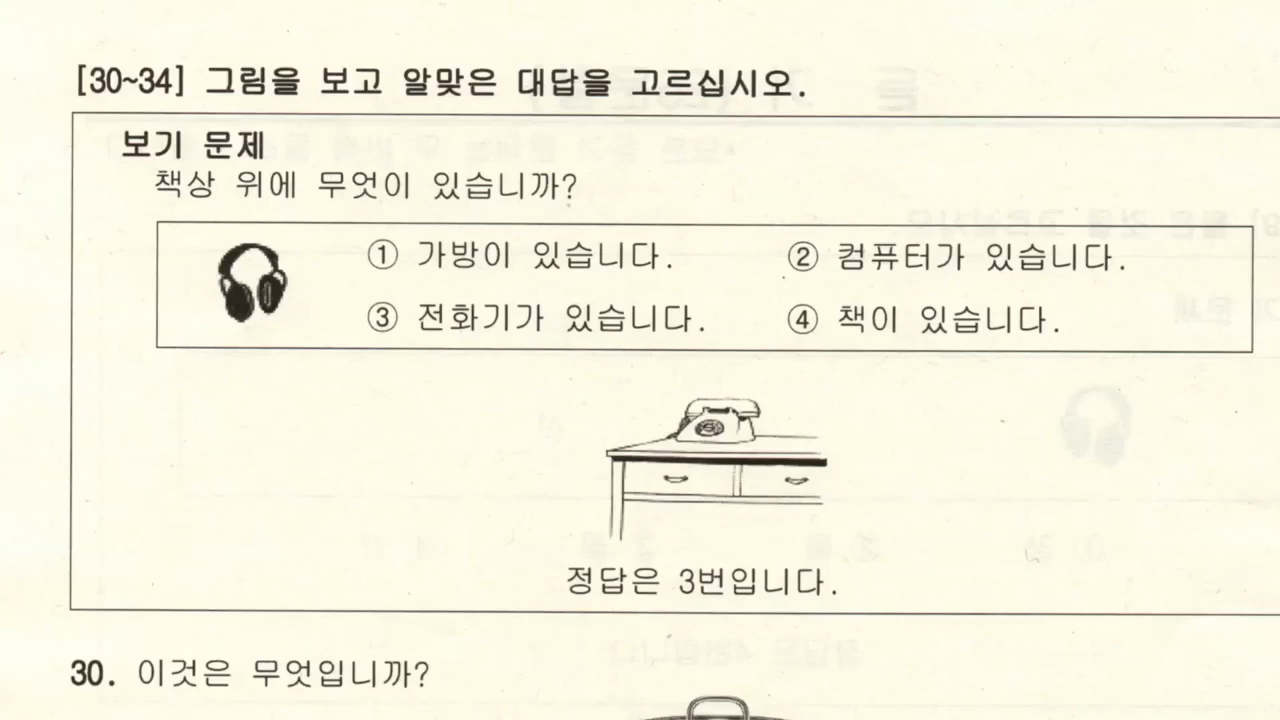 [30~34] 그림을 보고 알맞은 대답을 고르십시오.
보기 문제
책상 위에 무엇이 있습니까?
① 가방이 있습니다. ② 컴퓨터가 있습니다.
③ 전화기가 있습니다. ④ 책이 있습니다.
정답은 3번입니다.
30. 이것은 무엇입니까?